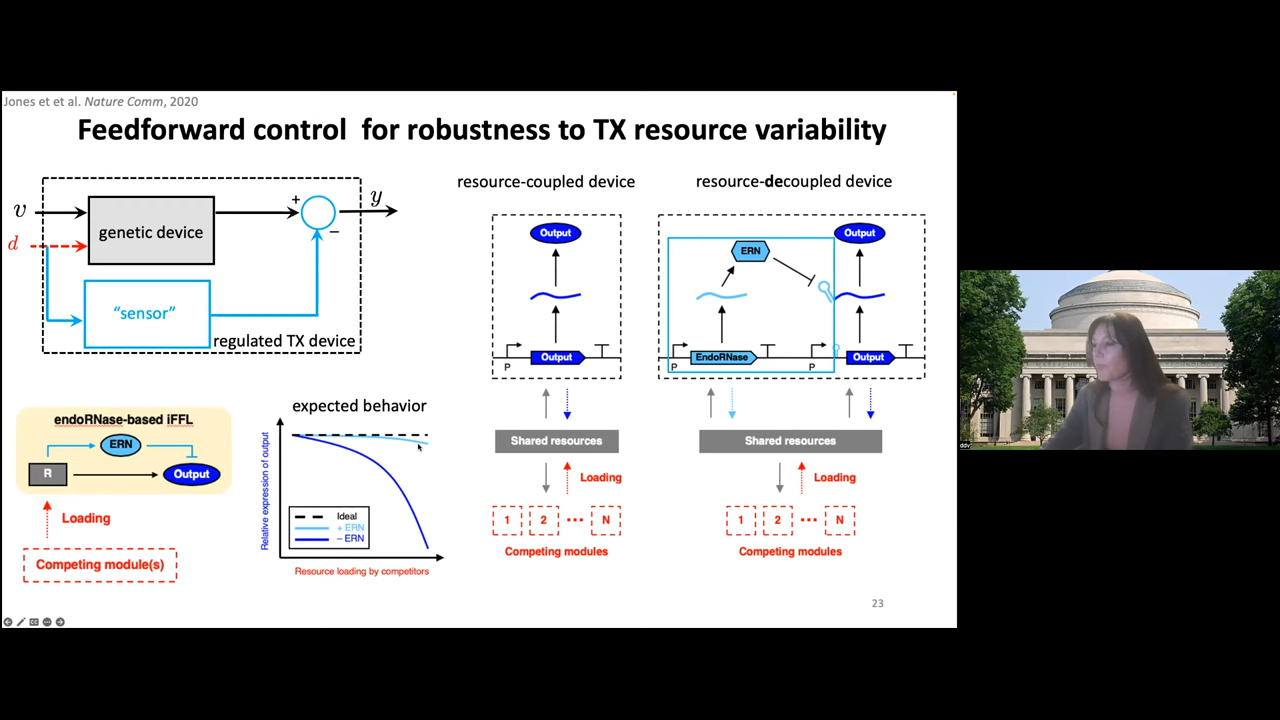 Jones et et al. Nature Comm, 2020
Feedforward control for robustness to TX resource variability
v
d
genetic device
+
−
y
"sensor"
regulated TX device
endoRNase-based iFFL
ERN
R
Output
Loading
Competing module(s)
expected behavior
Relative expression of output
Ideal
+ ERN
− ERN
Resource loading by competitors
resource-coupled device
Output
P
Output
Shared resources
Loading
1 2 ··· N
Competing modules
resource-decoupled device
ERN
Output
P
EndoRNase
P
Output
Shared resources
Loading
1 2 ··· N
Competing modules
23
ddv